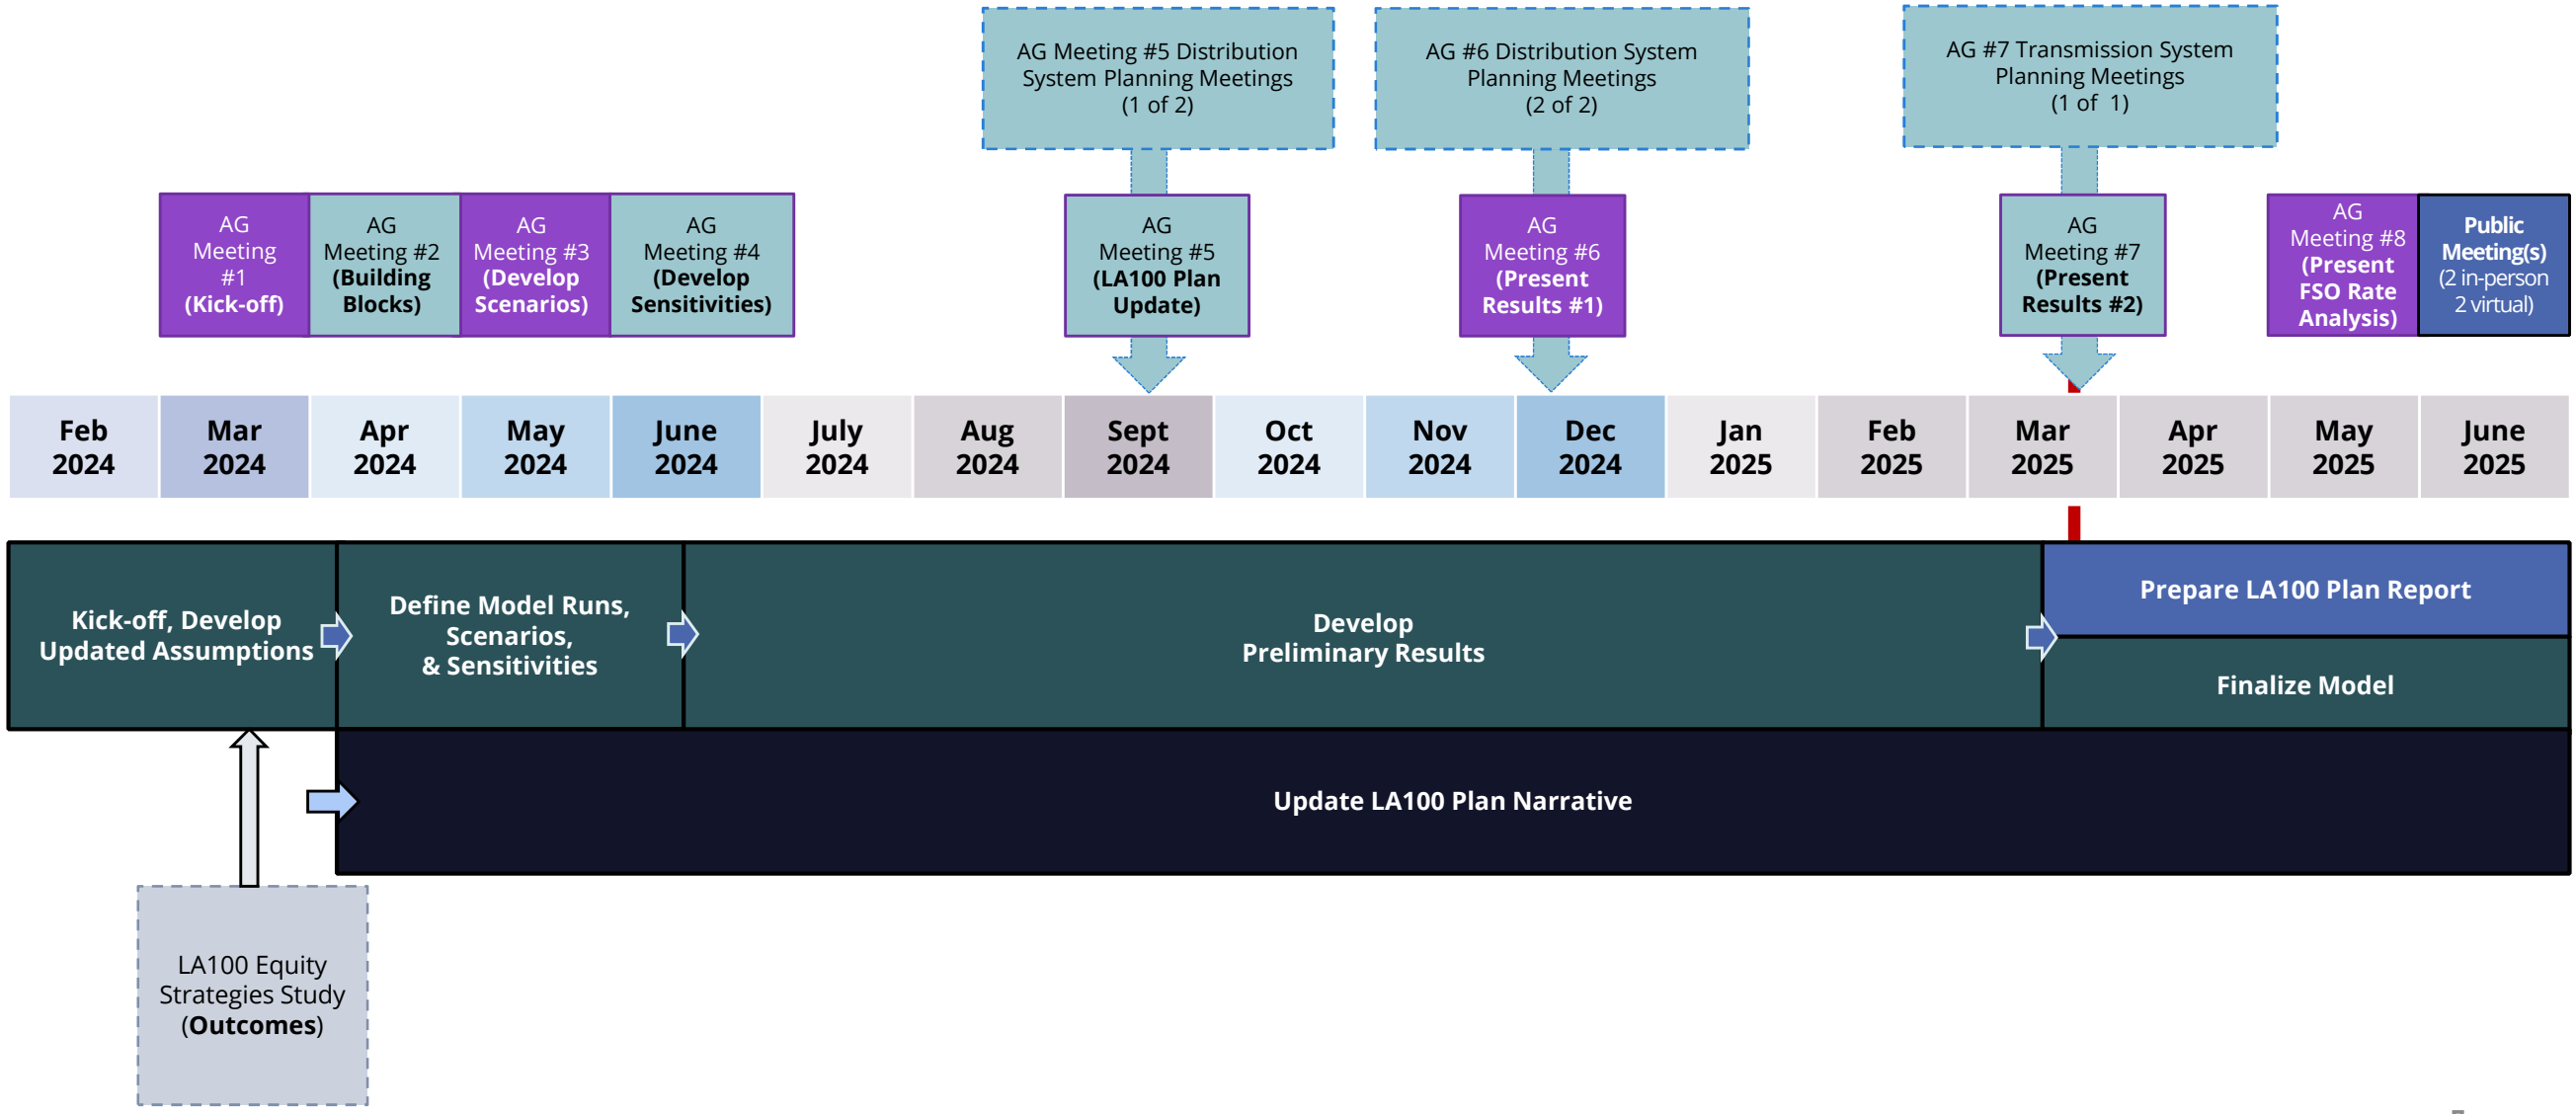 AG Meeting #5 Distribution
System Planning Meetings
(1 of 2)
AG #6 Distribution System
Planning Meetings
(2 of 2)
AG #7 Transmission System
Planning Meetings
(1 of 1)
AG
Meeting
#1
(Kick-off)
AG
Meeting #2
(Building
Blocks)
AG
Meeting #3
(Develop
Scenarios)
AG
Meeting #4
(Develop
Sensitivities)
AG
Meeting #5
(LA100 Plan
Update)
AG
Meeting #6
(Present
Results #1)
AG
Meeting #7
(Present
Results #2)
AG
Meeting #8
(Present
FSO Rate
Analysis)
Public
Meeting(s)
(2 in-person
2 virtual)
Feb
2024
Mar
2024
Apr
2024
May
2024
June
2024
July
2024
Aug
2024
Sept
2024
Oct
2024
Nov
2024
Dec
2024
Jan
2025
Feb
2025
Mar
2025
Apr
2025
May
2025
June
2025
Kick-off, Develop
Updated Assumptions
Define Model Runs,
Scenarios,
& Sensitivities
Develop
Preliminary Results
Prepare LA100 Plan Report
Finalize Model
Update LA100 Plan Narrative
LA100 Equity
Strategies Study
(Outcomes)